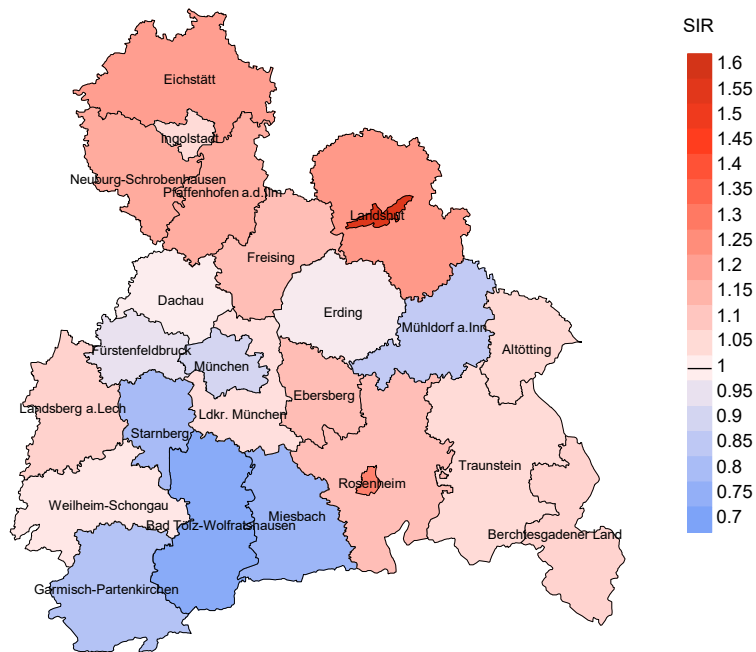 SIR
1.6
1.55
1.5
1.45
1.4
1.35
1.3
1.25
1.2
1.15
1.1
1.05
1
0.95
0.9
0.85
0.8
0.75
0.7
Eichstätt
Ingolstadt
Neuburg-Schrobenhausen
Pfaffenhofen a.d.Ilm
Landshut
Freising
Dachau
Erding
Mühldorf a.Inn
Altötting
Fürstenfeldbruck
München
Landsberg a.Lech
Ldkr. München
Ebersberg
Starnberg
Traunstein
Rosenheim
Weilheim-Schongau
Miesbach
Bad Tölz-Wolfratshausen
Berchtesgadener Land
Garmisch-Partenkirchen